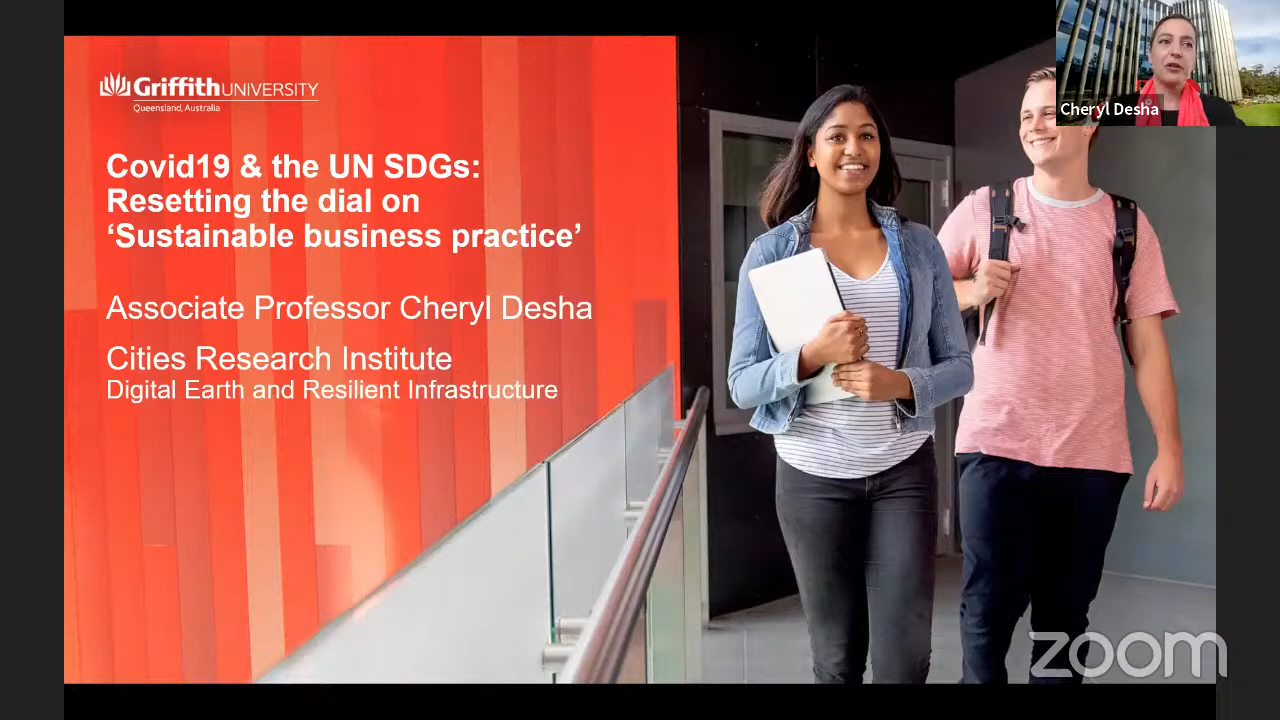 Griffith UNIVERSITY
Queensland, Australia
Covid19 & the UN SDGs:
Resetting the dial on
‘Sustainable business practice’
Associate Professor Cheryl Desha
Cities Research Institute
Digital Earth and Resilient Infrastructure
Cheryl Desha
zoom